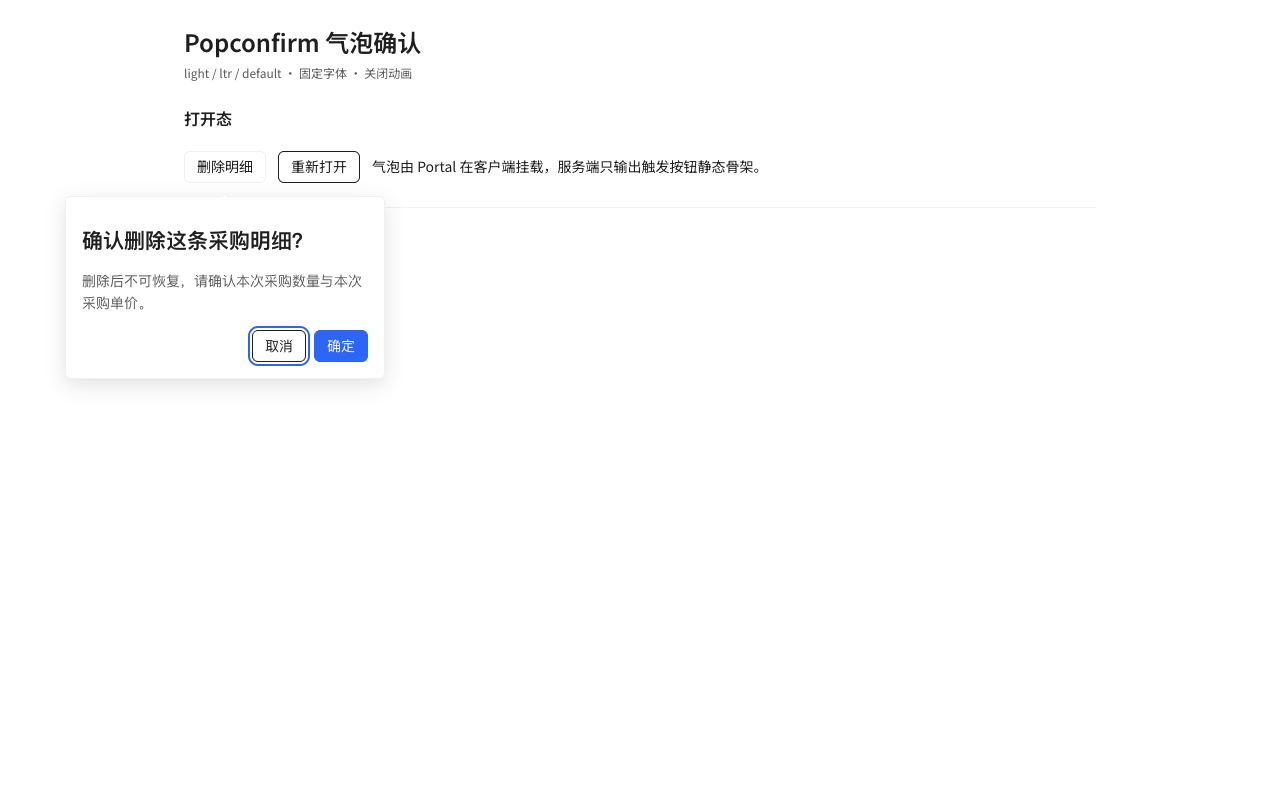 Popconfirm 气泡确认
light / ltr / default · 固定字体 · 关闭动画
打开态
删除明细
重新打开
气泡由 Portal 在客户端挂载，服务端只输出触发按钮静态骨架。
确认删除这条采购明细?
删除后不可恢复，请确认本次采购数量与本次
采购单价。
取消
确定